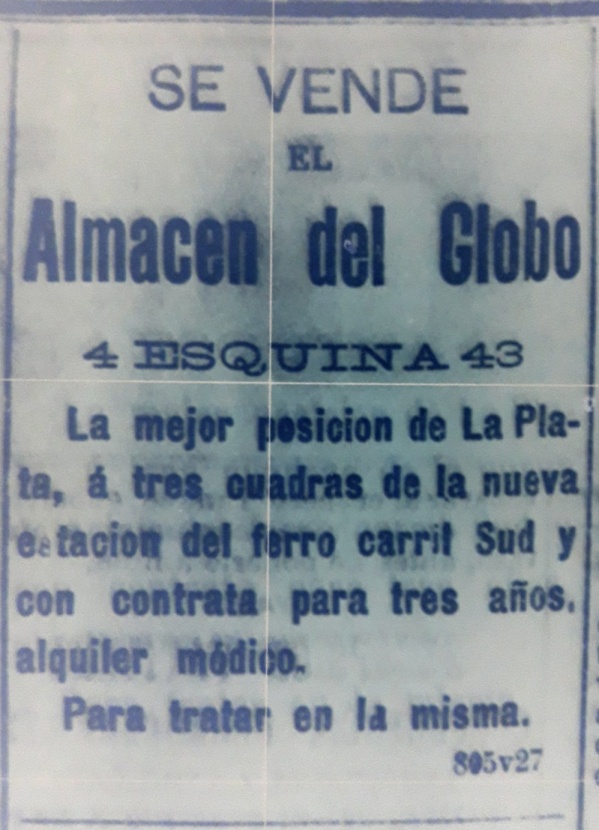 SE VENDE
EL
Almacen del Globo
4 ESQUINA 43
La mejor posicion de La Pla-
ta, á tres cuadras de la nueva
estacion del ferro carril Sud y
con contrata para tres años,
alquiler módico.
Para tratar en la misma.
805v27